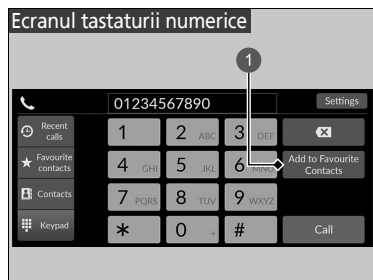 Ecranul tastaturii numerice
1
01234567890
Settings
Recent
calls
1
2 ABC
3 DEF
Favourite
contacts
4 GHI
5 JKL
6 MNO
Add to Favourite
Contacts
Contacts
7 PQRS
8 TUV
9 WXYZ
Keypad
*
0 +
#
Call